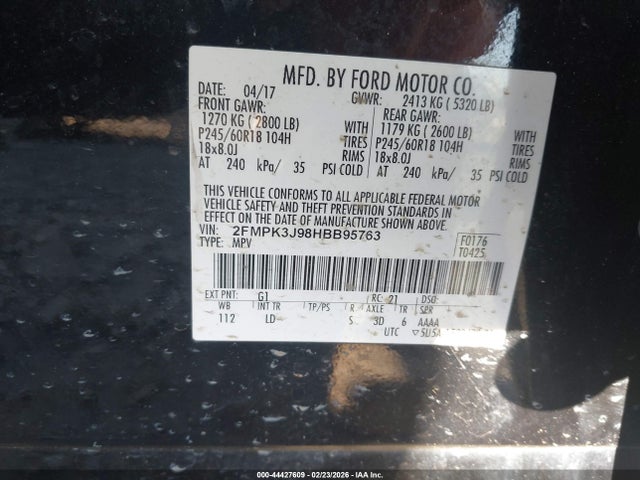 MFD. BY FORD MOTOR CO.
DATE: 04/17 GVWR: 2413 KG ( 5320 LB)
FRONT GAWR: REAR GAWR:
1270 KG ( 2800 LB) WITH 1179 KG ( 2600 LB) WITH
P245/60R18 104H TIRES P245/60R18 104H TIRES
18x8.0J RIMS 18x8.0J RIMS
AT 240 kPa/ 35 PSI COLD AT 240 kPa/ 35 PSI COLD
THIS VEHICLE CONFORMS TO ALL APPLICABLE FEDERAL MOTOR
VEHICLE SAFETY AND THEFT PREVENTION STANDARDS IN
EFFECT ON THE DATE OF MANUFACTURE SHOWN ABOVE.
VIN: 2FMPK3J98HBB95763 F0176
TYPE: MPV T0425
EXT PNT: G1 RC: 21 DSO:
WB INT TR TP/PS R AXLE TR SPR
112 LD S 3D 6 AAAA
UTC
000-44427609 - 02/23/2026 - IAA Inc.